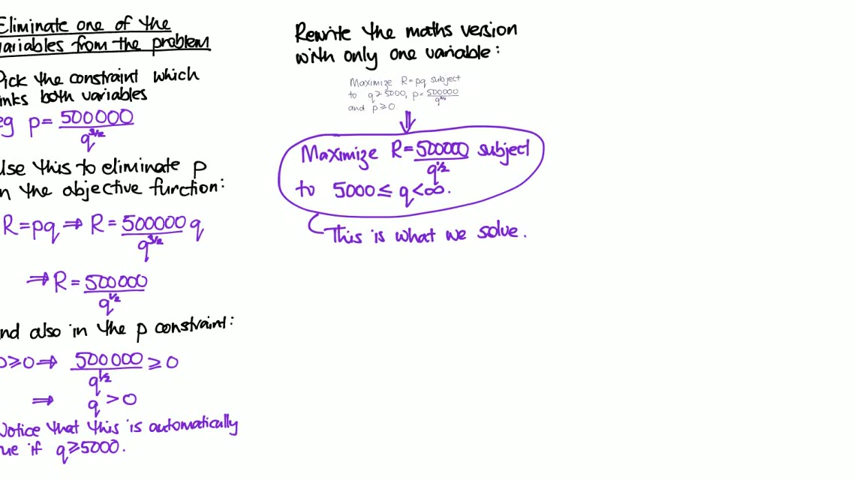 Eliminate one of the
variables from the problem
Pick the constraint which
links both variables
eg p = 500000/q^3/2
Use this to eliminate p
in the objective function:
R = pq ⇒ R = 500000/q^3/2 q
⇒ R = 500000/q^1/2
And also in the p constraint:
p ≥ 0 ⇒ 500000/q^1/2 ≥ 0
⇒ q > 0
Notice that this is automatically
true if q ≥ 5000.
Rewrite the maths version
with only one variable:
Maximize R = pq subject
to q ≥ 5000, p = 500000/q^3/2
and p ≥ 0
⇓
Maximize R = 500000/q^1/2 subject
to 5000 ≤ q < ∞.
This is what we solve.